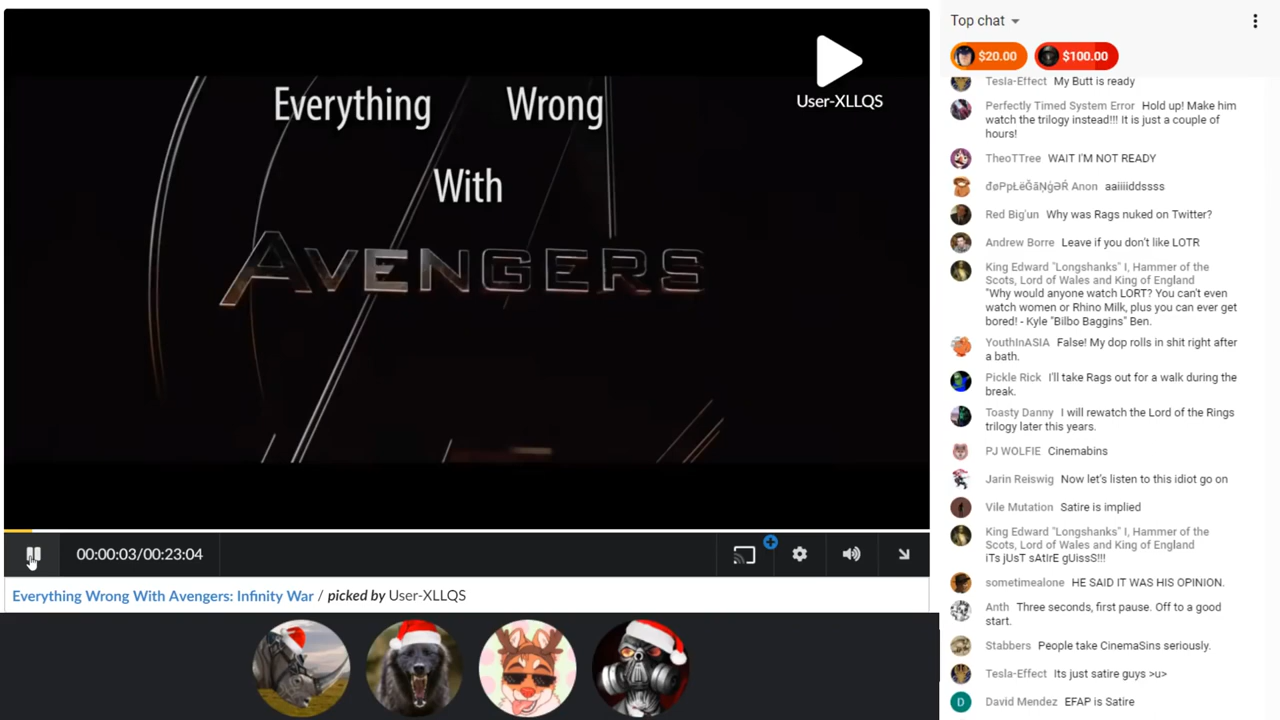 Everything Wrong
With
AVENGERS
User-XLLQS
00:00:03/00:23:04
Everything Wrong With Avengers: Infinity War / picked by User-XLLQS
Top chat
$20.00 $100.00
Tesla-Effect My Butt is ready
Perfectly Timed System Error Hold up! Make him
watch the trilogy instead!!! It is just a couple of
hours!
TheoTTree WAIT I'M NOT READY
Anon aaiiiiddssss
Red Big'un Why was Rags nuked on Twitter?
Andrew Borre Leave if you don't like LOTR
King Edward "Longshanks" I, Hammer of the
Scots, Lord of Wales and King of England
"Why would anyone watch LORT? You can't even
watch women or Rhino Milk, plus you can ever get
bored! - Kyle "Bilbo Baggins" Ben.
YouthInASIA False! My dop rolls in shit right after
a bath.
Pickle Rick I'll take Rags out for a walk during the
break.
Toasty Danny I will rewatch the Lord of the Rings
trilogy later this years.
PJ WOLFIE Cinemabins
Jarin Reiswig Now let's listen to this idiot go on
Vile Mutation Satire is implied
King Edward "Longshanks" I, Hammer of the
Scots, Lord of Wales and King of England
iTs jUsT sAtIrE gUissS!!!
sometimealone HE SAID IT WAS HIS OPINION.
Anth Three seconds, first pause. Off to a good
start.
Stabbers People take CinemaSins seriously.
Tesla-Effect Its just satire guys >u>
D David Mendez EFAP is Satire